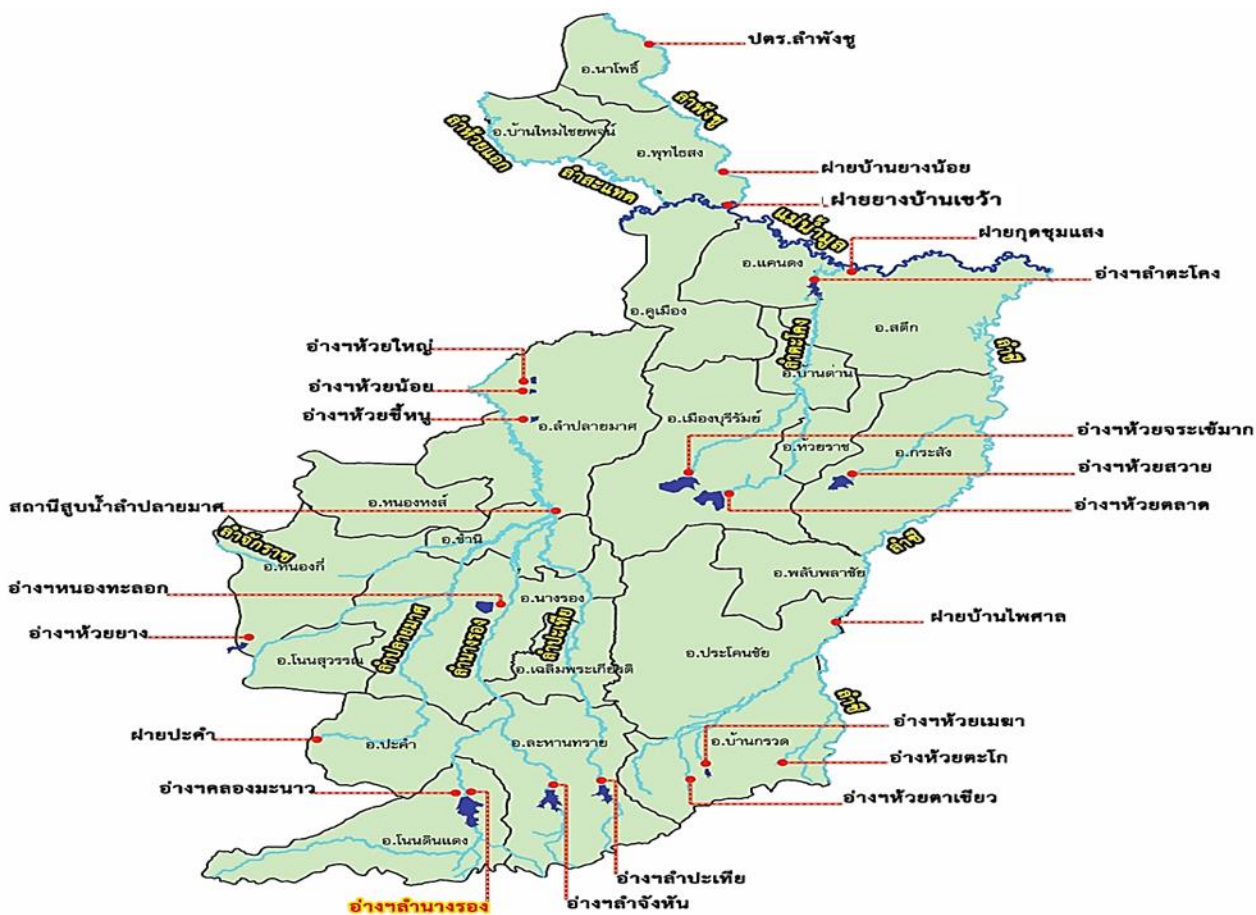 ปตร.ลำพังชู
อ.นาโพธิ์
ลำพังชู
อ.บ้านใหม่ไชยพจน์
ลำห้วยแอก
อ.พุทไธสง
ฝายบ้านยางน้อย
ลำสะแทด
ฝายยางบ้านเขว้า
แม่น้ำมูล
ฝายกุดชุมแสง
อ.แคนดง
อ่างฯลำตะโคง
อ.คูเมือง
อ.สตึก
ลำตะโคง
ลำชี
อ่างฯห้วยใหญ่
อ.บ้านด่าน
อ่างฯห้วยน้อย
อ่างฯห้วยขี้หนู
อ.ลำปลายมาศ
อ.เมืองบุรีรัมย์
อ่างฯห้วยจระเข้มาก
อ.ห้วยราช
อ.กระสัง
อ่างฯห้วยสวาย
สถานีสูบน้ำลำปลายมาศ
อ.หนองหงส์
อ่างฯห้วยตลาด
ลำจักราช
อ.ชำนิ
ลำชี
อ.หนองกี่
อ.พลับพลาชัย
อ่างฯหนองทะลอก
อ.นางรอง
ฝายบ้านไพศาล
อ่างฯห้วยยาง
ลำปลายมาศ
ลำนางรอง
ลำปะเทีย
อ.โนนสุวรรณ
อ.เฉลิมพระเกียรติ
อ.ประโคนชัย
ลำชี
อ่างฯห้วยเมฆา
ฝายปะคำ
อ.ปะคำ
อ.ละหานทราย
อ.บ้านกรวด
อ่างห้วยตะโก
อ่างฯคลองมะนาว
อ่างฯห้วยตาเขียว
อ.โนนดินแดง
อ่างฯลำปะเทีย
อ่างฯลำนางรอง
อ่างฯลำจังหัน